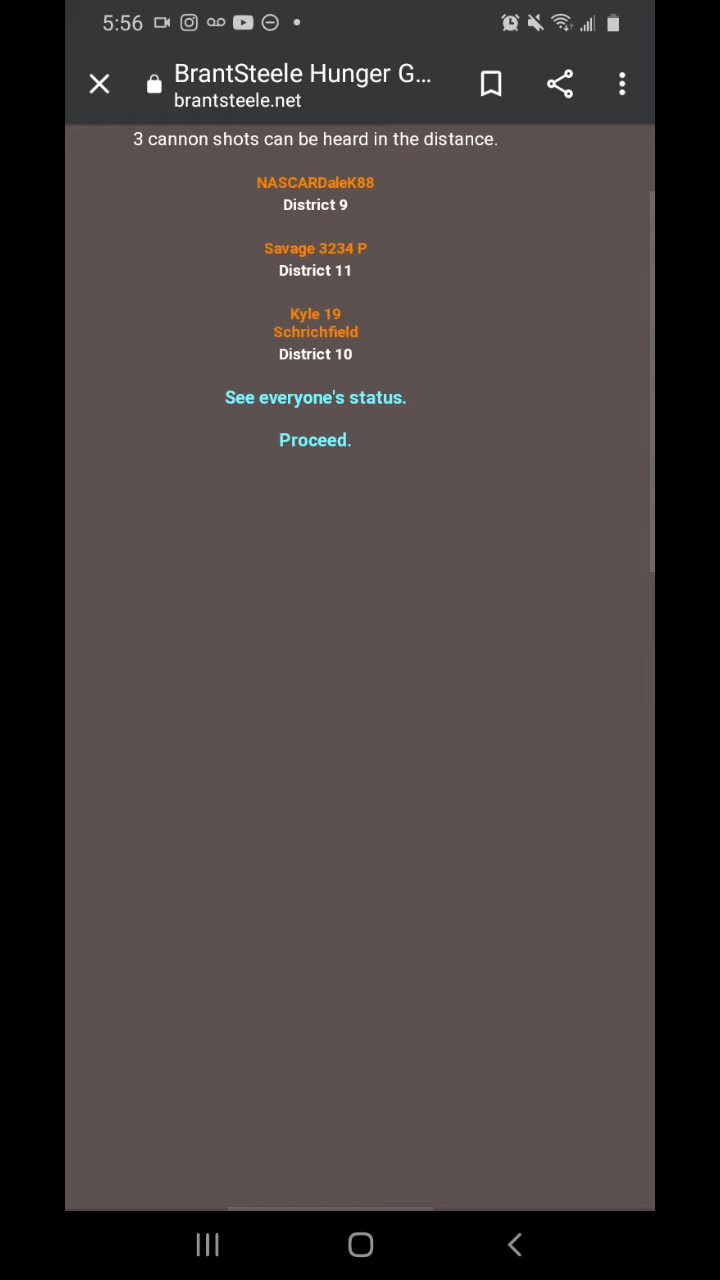 5:56
BrantSteele Hunger G...
brantsteele.net
3 cannon shots can be heard in the distance.
NASCARDaleK88
District 9
Savage 3234 P
District 11
Kyle 19
Schrichfield
District 10
See everyone's status.
Proceed.